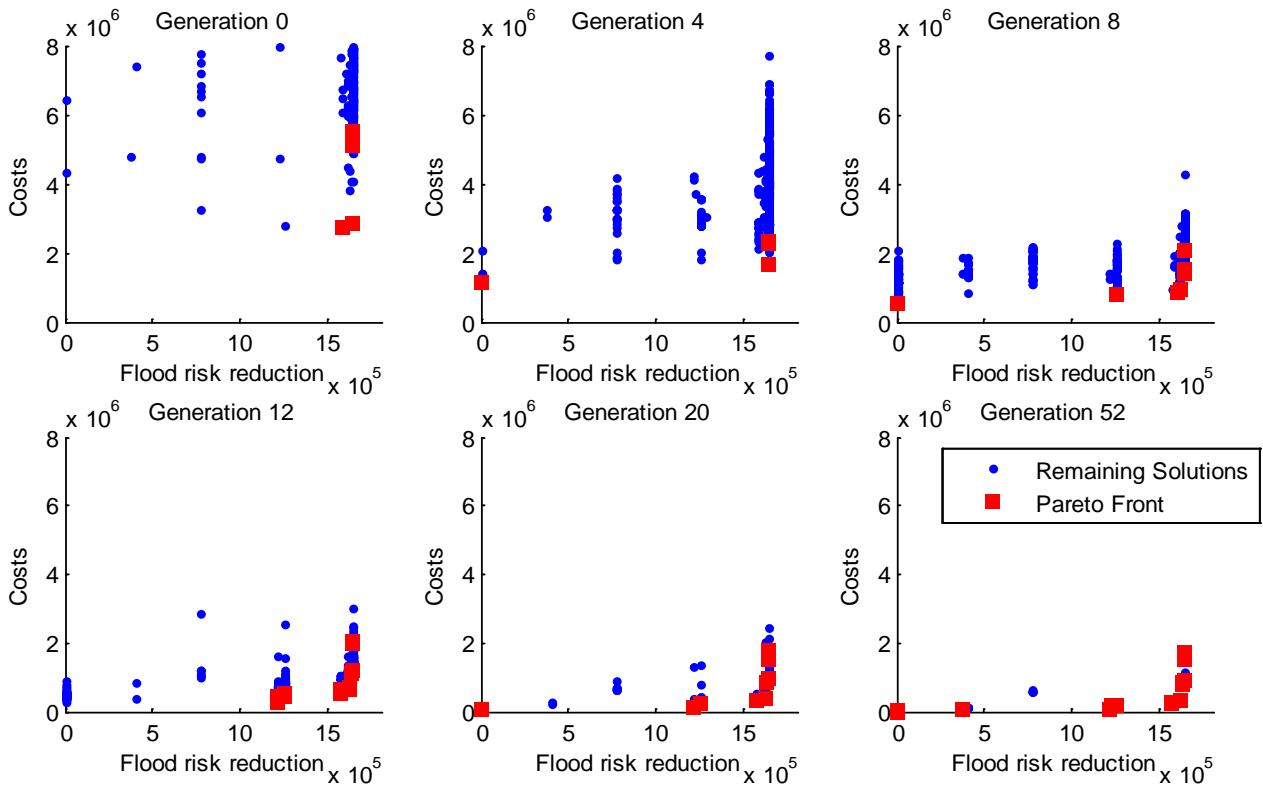 Generation 0
x 10^6
8
6
4
2
0
Costs
0 5 10 15
Flood risk reduction
x 10^5
Generation 4
x 10^6
8
6
4
2
0
Costs
0 5 10 15
Flood risk reduction
x 10^5
Generation 8
x 10^6
8
6
4
2
0
Costs
0 5 10 15
Flood risk reduction
x 10^5
Generation 12
x 10^6
8
6
4
2
0
Costs
0 5 10 15
Flood risk reduction
x 10^5
Generation 20
x 10^6
8
6
4
2
0
Costs
0 5 10 15
Flood risk reduction
x 10^5
Generation 52
x 10^6
8
6
4
2
0
Costs
Remaining Solutions
Pareto Front
0 5 10 15
Flood risk reduction
x 10^5